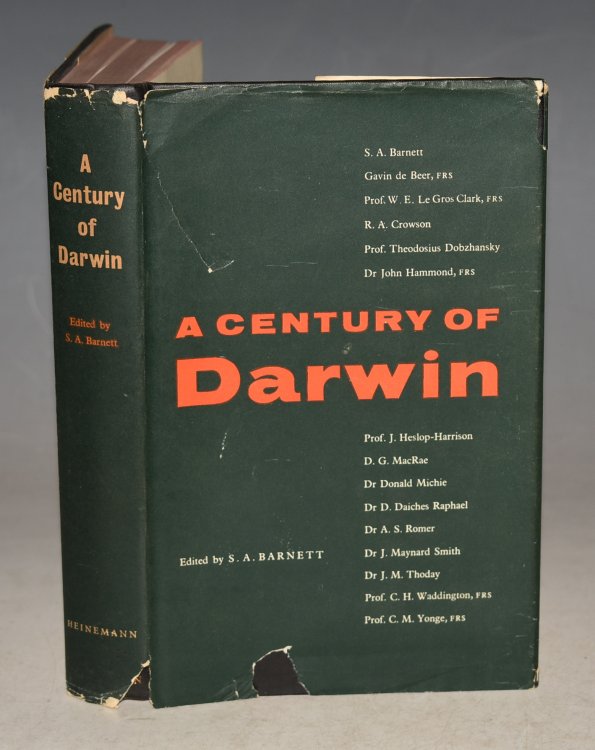 A
Century
of
Darwin
Edited by
S. A. Barnett
HEINEMANN
S. A. Barnett
Gavin de Beer, FRS
Prof. W. E. Le Gros Clark, FRS
R. A. Crowson
Prof. Theodosius Dobzhansky
Dr John Hammond, FRS
A CENTURY OF
Darwin
Prof. J. Heslop-Harrison
D. G. MacRae
Dr Donald Michie
Dr D. Daiches Raphael
Dr A. S. Romer
Edited by S. A. BARNETT
Dr J. Maynard Smith
Dr J. M. Thoday
Prof. C. H. Waddington, FRS
Prof. C. M. Yonge, FRS